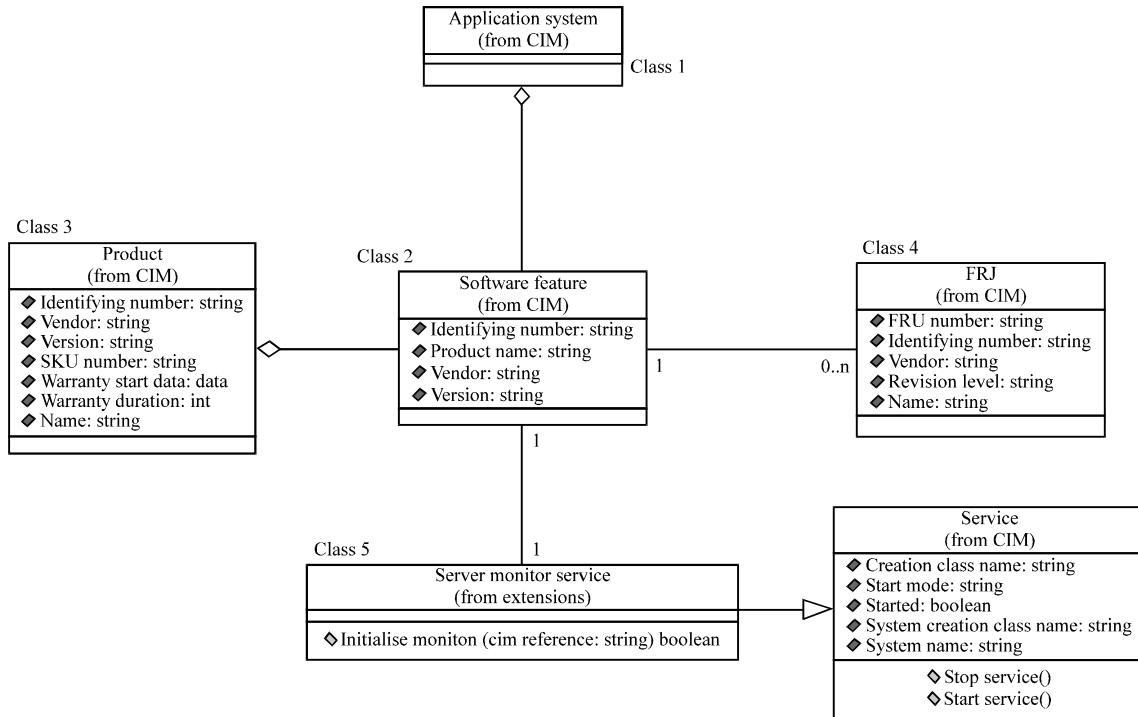 Application system
(from CIM)
Class 1
Class 3
Product
(from CIM)
Identifying number: string
Vendor: string
Version: string
SKU number: string
Warranty start data: data
Warranty duration: int
Name: string
Class 2
Software feature
(from CIM)
Identifying number: string
Product name: string
Vendor: string
Version: string
Class 4
FRJ
(from CIM)
FRU number: string
Identifying number: string
Vendor: string
Revision level: string
Name: string
1
0..n
1
1
Class 5
Server monitor service
(from extensions)
Initialise moniton (cim reference: string) boolean
Service
(from CIM)
Creation class name: string
Start mode: string
Started: boolean
System creation class name: string
System name: string
Stop service()
Start service()